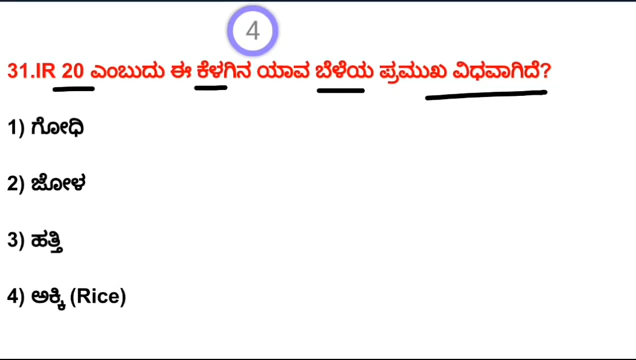 4
31.IR 20 ಎಂಬುದು ಈ ಕೆಳಗಿನ ಯಾವ ಬೆಳೆಯ ಪ್ರಮುಖ ವಿಧವಾಗಿದೆ?
1) ಗೋಧಿ
2) ಜೋಳ
3) ಹತ್ತಿ
4) ಅಕ್ಕಿ (Rice)